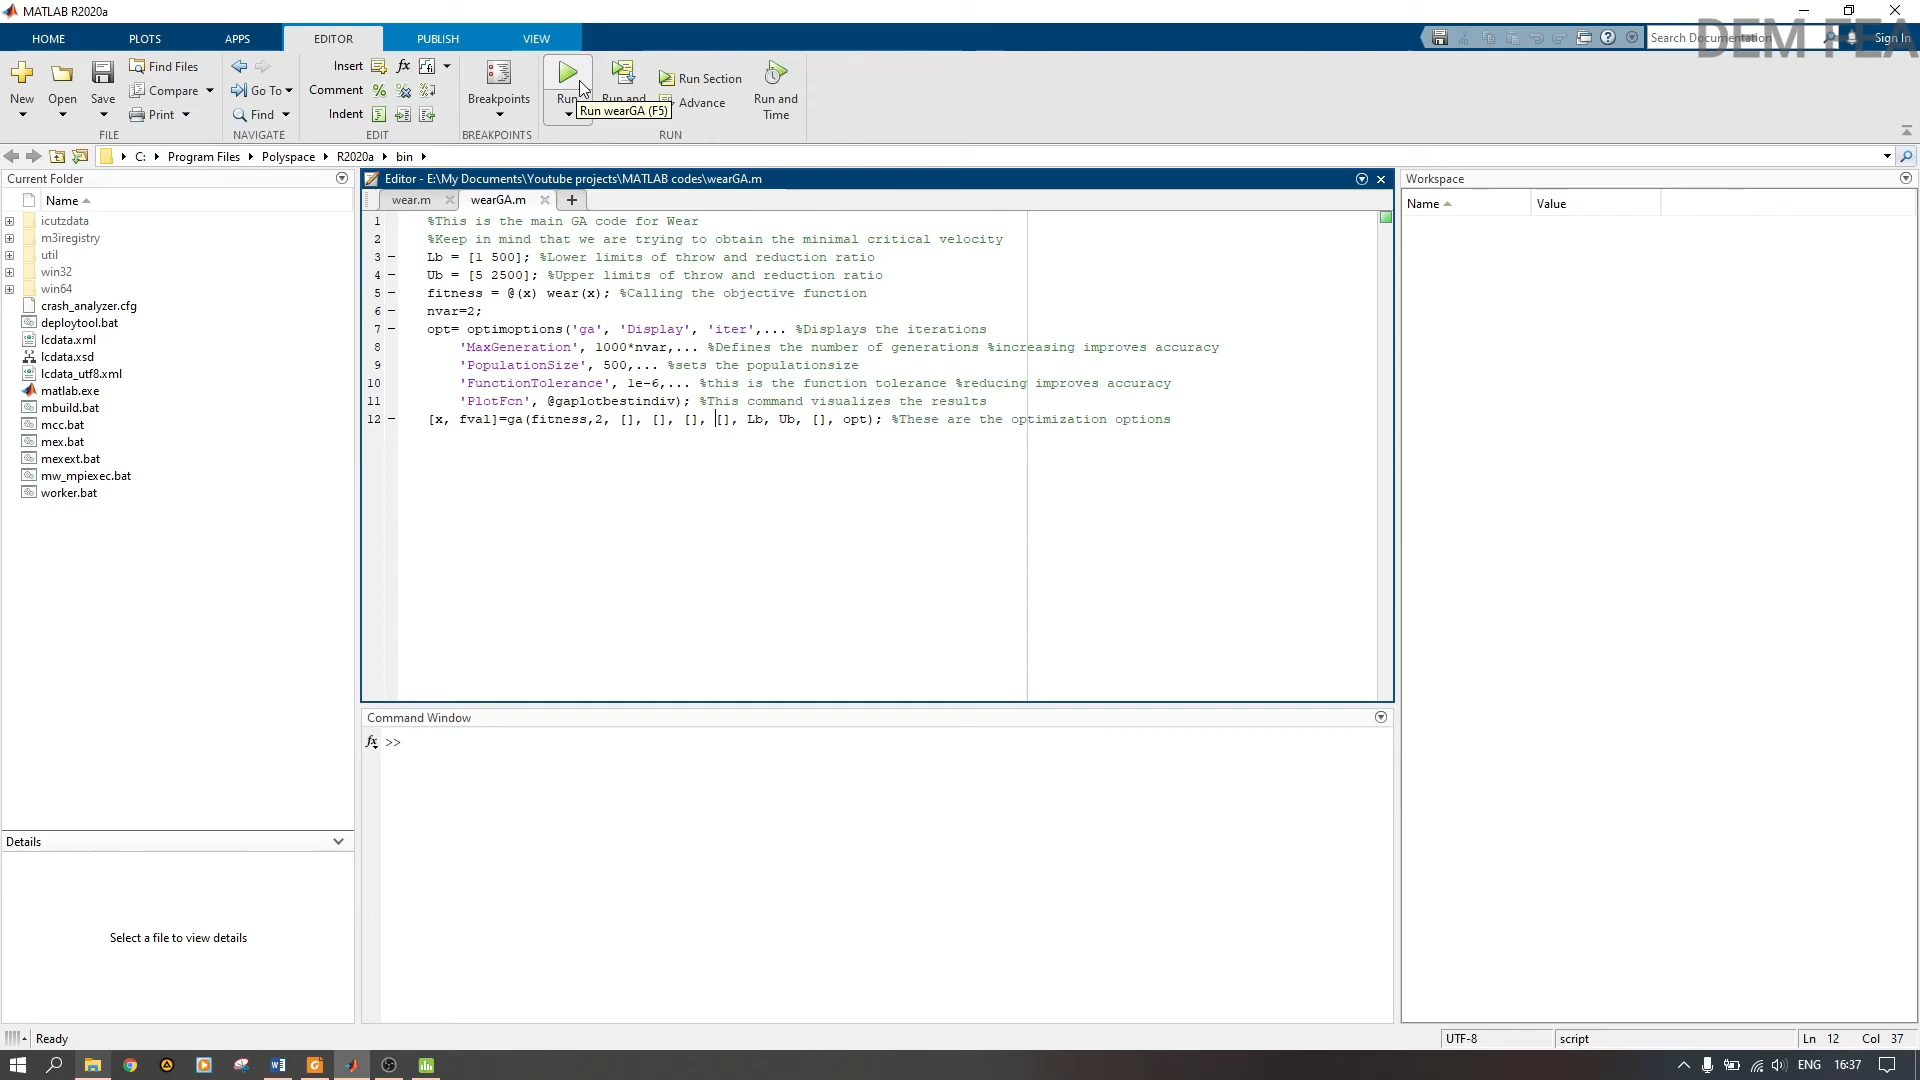 MATLAB R2020a
HOME
PLOTS
APPS
EDITOR
PUBLISH
VIEW
Search Documentation
Sign In
DEM FEA
New
Open
Save
Find Files
Compare
Print
Go To
Find
Insert
Comment
Indent
Breakpoints
Run
Run and
Run Section
Advance
Run and
Time
Run wearGA (F5)
FILE
NAVIGATE
EDIT
BREAKPOINTS
RUN
C:
Program Files
Polyspace
R2020a
bin
Current Folder
Name
icutzdata
m3iregistry
util
win32
win64
crash_analyzer.cfg
deploytool.bat
lcdata.xml
lcdata.xsd
lcdata_utf8.xml
matlab.exe
mbuild.bat
mcc.bat
mex.bat
mexext.bat
mw_mpiexec.bat
worker.bat
Details
Select a file to view details
Editor - E:\My Documents\Youtube projects\MATLAB codes\wearGA.m
wear.m
wearGA.m
1 %This is the main GA code for Wear
2 %Keep in mind that we are trying to obtain the minimal critical velocity
3 – Lb = [1 500]; %Lower limits of throw and reduction ratio
4 – Ub = [5 2500]; %Upper limits of throw and reduction ratio
5 – fitness = @(x) wear(x); %Calling the objective function
6 – nvar=2;
7 – opt= optimoptions('ga', 'Display', 'iter',... %Displays the iterations
8 'MaxGeneration', 1000*nvar,... %Defines the number of generations %increasing improves accuracy
9 'PopulationSize', 500,... %sets the populationsize
10 'FunctionTolerance', 1e-6,... %this is the function tolerance %reducing improves accuracy
11 'PlotFcn', @gaplotbestindiv); %This command visualizes the results
12 – [x, fval]=ga(fitness,2, [], [], [], [], Lb, Ub, [], opt); %These are the optimization options
Command Window
fx >>
Workspace
Name
Value
Ready
UTF-8
script
Ln 12 Col 37
ENG
16:37